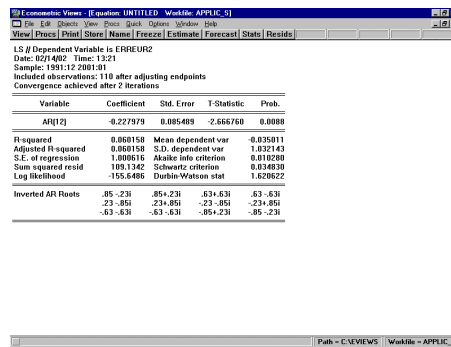 Econometric Views - [Equation: UNTITLED Workfile: APPLIC_S]
File Edit Objects View Procs Quick Options Window Help
View Procs Print Store Name Freeze Estimate Forecast Stats Resids
LS // Dependent Variable is ERREUR2
Date: 02/14/02 Time: 13:21
Sample: 1991:12 2001:01
Included observations: 110 after adjusting endpoints
Convergence achieved after 2 iterations
Variable Coefficient Std. Error T-Statistic Prob.
AR(12) -0.227979 0.085489 -2.666760 0.0088
R-squared 0.060158 Mean dependent var -0.035011
Adjusted R-squared 0.060158 S.D. dependent var 1.032143
S.E. of regression 1.000616 Akaike info criterion 0.010280
Sum squared resid 109.1342 Schwartz criterion 0.034830
Log likelihood -155.6486 Durbin-Watson stat 1.620622
Inverted AR Roots .85 -.23i .85+.23i .63+.63i .63 -.63i
.23 -.85i .23+.85i -.23 -.85i -.23+.85i
-.63 -.63i -.63 -.63i -.85+.23i -.85 -.23i
Path = C:\EVIEWS Workfile = APPLIC_